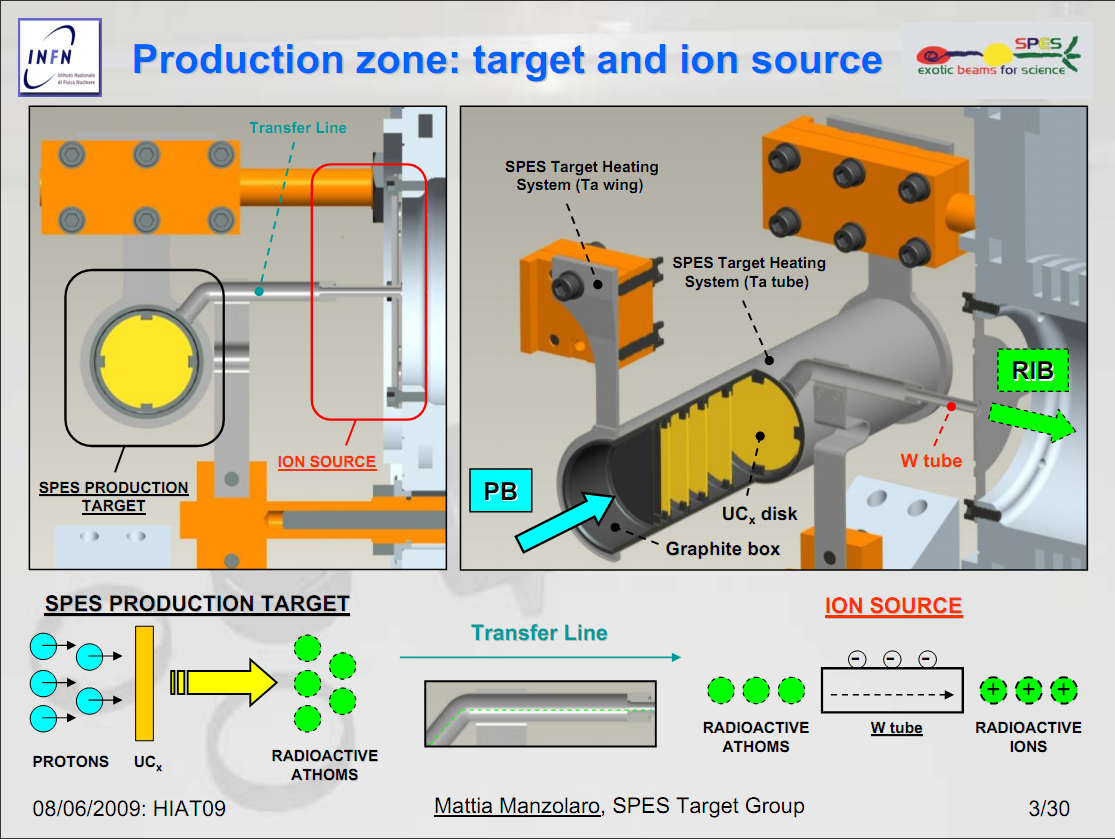 INFN
Istituto Nazionale
di Fisica Nucleare
Production zone: target and ion source
SPES
exotic beams for science
Transfer Line
SPES PRODUCTION
TARGET
ION SOURCE
SPES Target Heating
System (Ta wing)
SPES Target Heating
System (Ta tube)
RIB
W tube
PB
UCx disk
Graphite box
SPES PRODUCTION TARGET
PROTONS
UCx
RADIOACTIVE
ATHOMS
Transfer Line
ION SOURCE
- - -
+ + +
RADIOACTIVE
ATHOMS
W tube
RADIOACTIVE
IONS
08/06/2009: HIAT09
Mattia Manzolaro, SPES Target Group
3/30